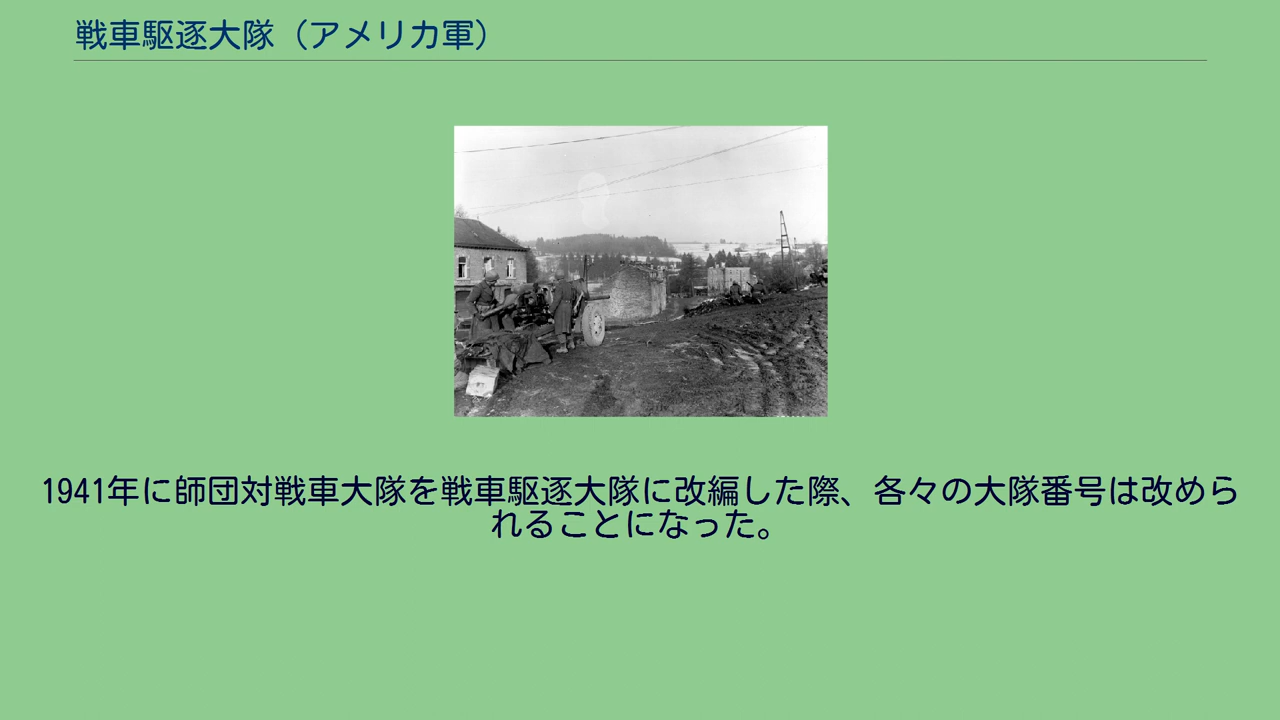 戦車駆逐大隊（アメリカ軍）
1941年に師団対戦車大隊を戦車駆逐大隊に改編した際、各々の大隊番号は改めら
れることになった。